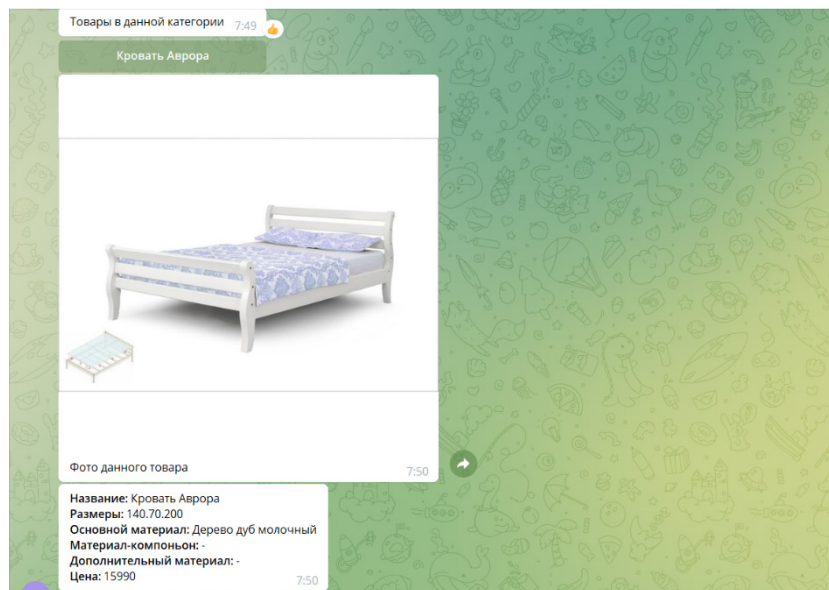 Товары в данной категории 7:49
Кровать Аврора
Фото данного товара 7:50
Название: Кровать Аврора
Размеры: 140.70.200
Основной материал: Дерево дуб молочный
Материал-компоньон: -
Дополнительный материал: -
Цена: 15990 7:50